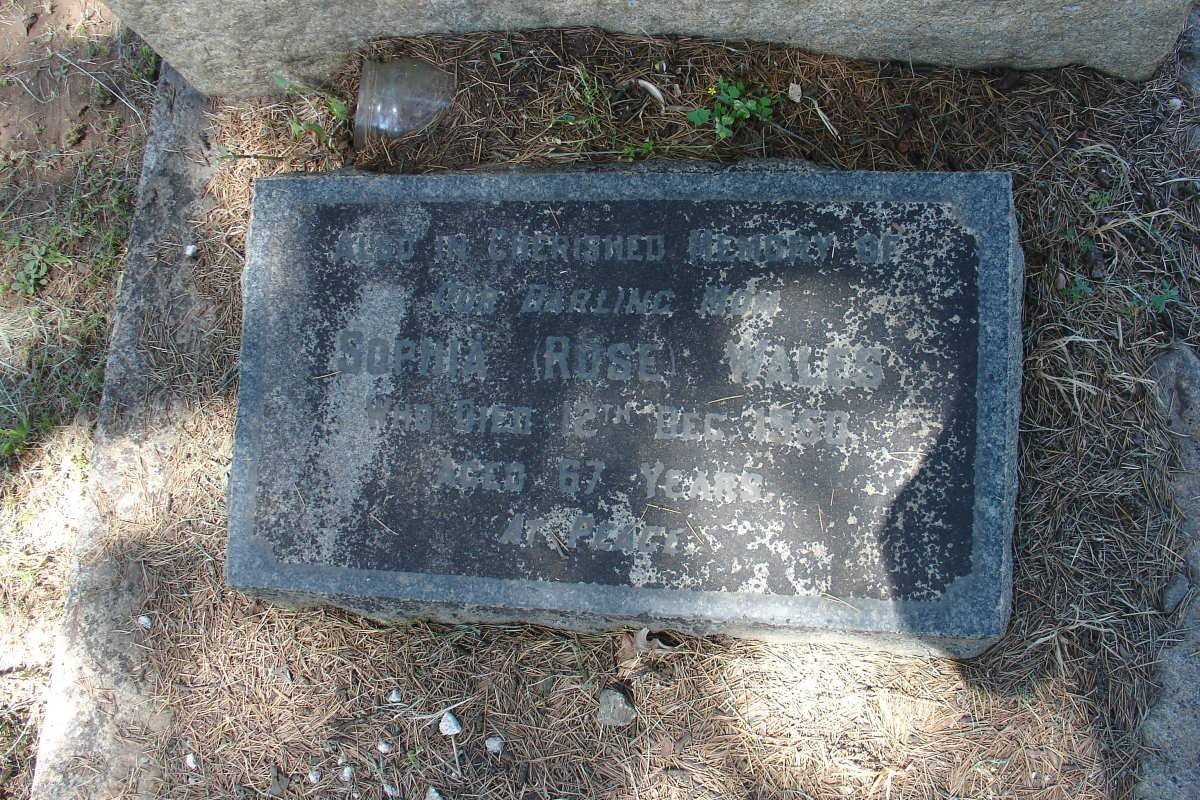 ALSO IN CHERISHED MEMORY OF
OUR DARLING MOM
SOPHIA (ROSE) WALES
WHO DIED 12TH DEC. 1960
AGED 67 YEARS.
AT PEACE.